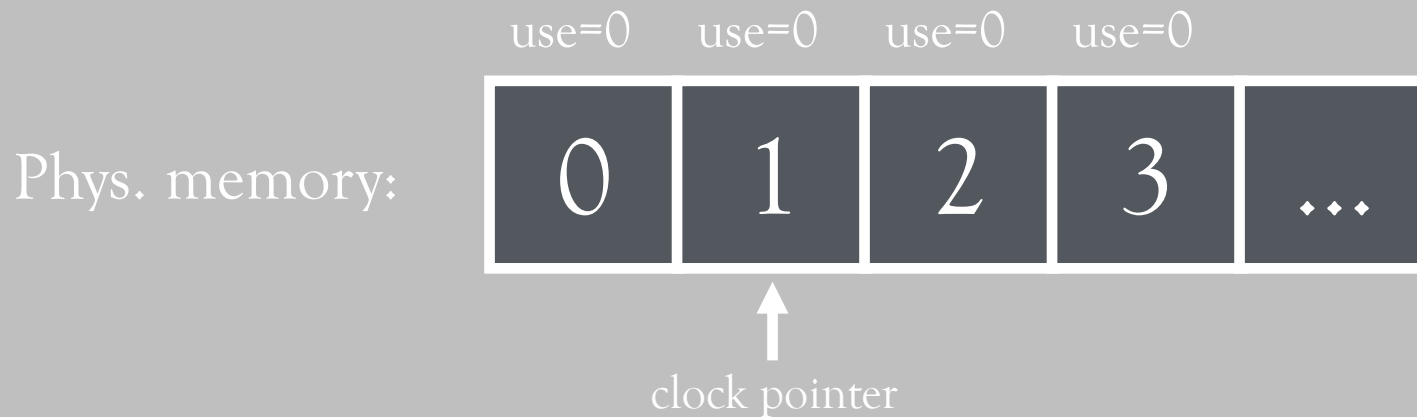 use=0 use=0 use=0 use=0
Phys. memory: 0 1 2 3 ...
clock pointer